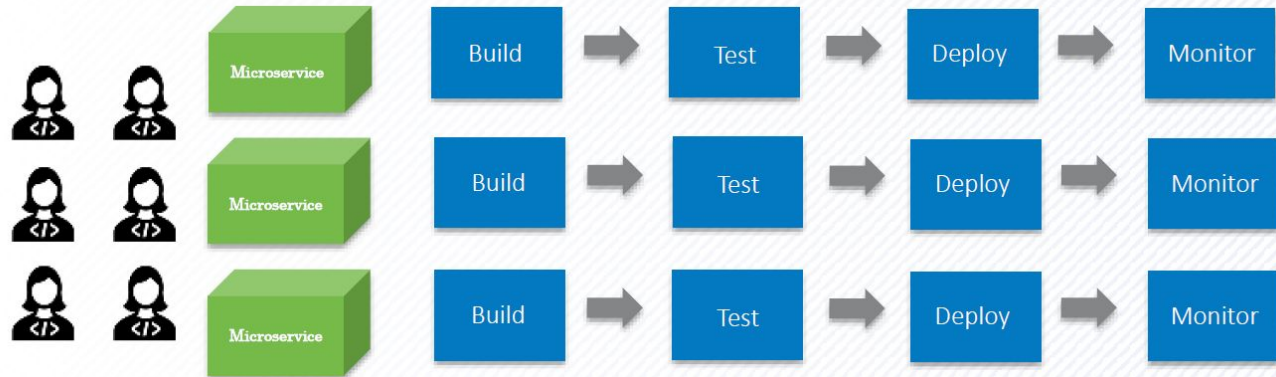 </>
</>
Microservice
Build
Test
Deploy
Monitor
</>
</>
Microservice
Build
Test
Deploy
Monitor
</>
</>
Microservice
Build
Test
Deploy
Monitor